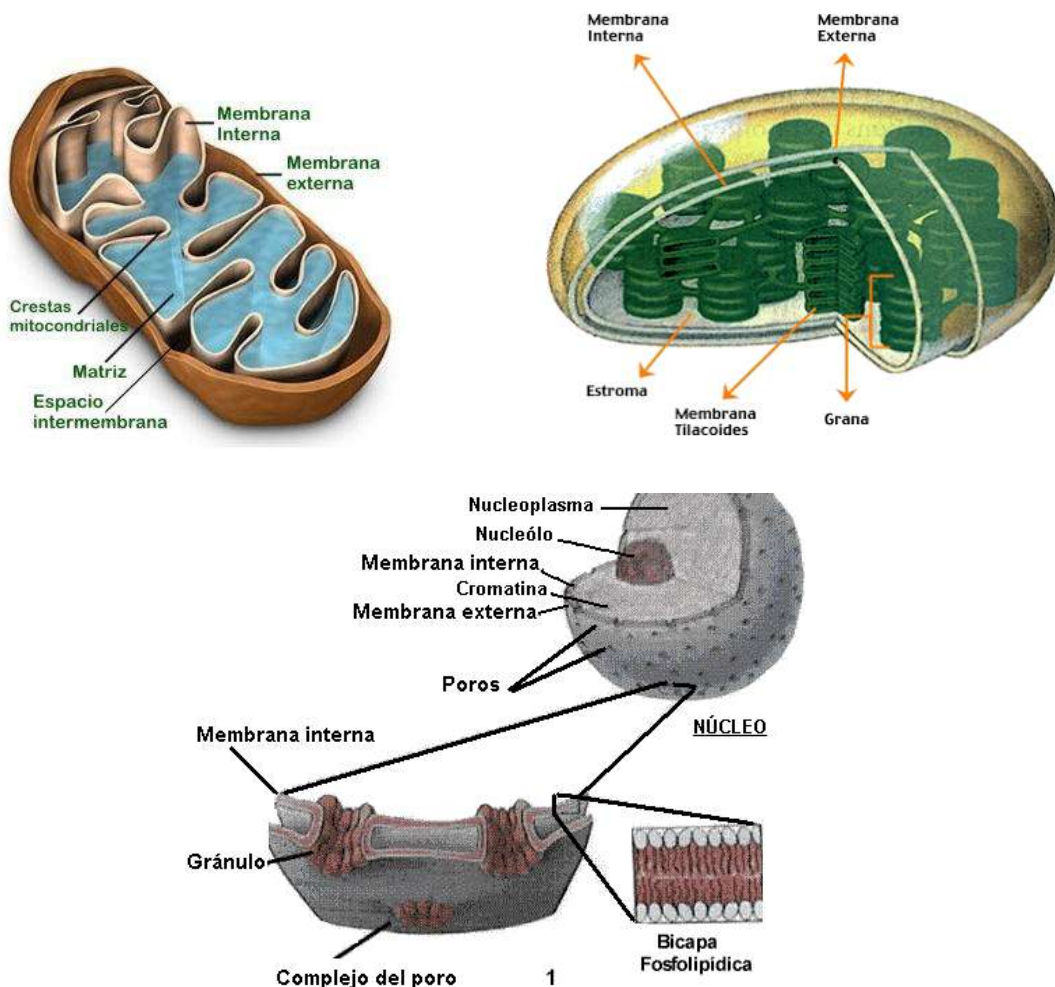 Membrana
Interna
Membrana
externa
Crestas
mitocondriales
Matriz
Espacio
intermembrana
Membrana
Interna
Membrana
Externa
Estroma
Membrana
Tilacoides
Grana
Nucleoplasma
Nucleólo
Membrana interna
Cromatina
Membrana externa
Poros
NÚCLEO
Membrana interna
Gránulo
Complejo del poro
1
Bicapa
Fosfolipidica